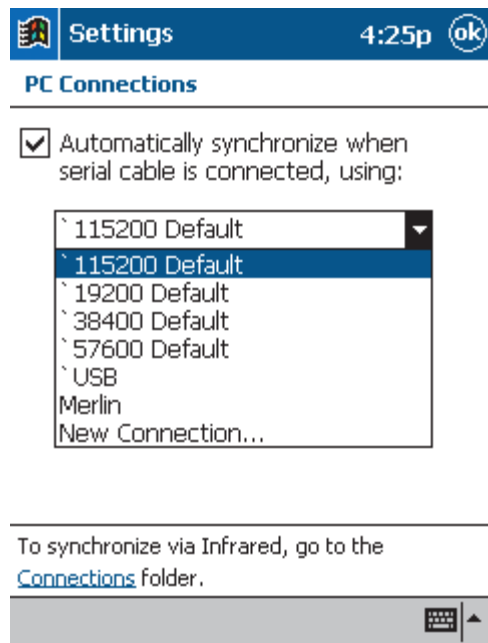 Settings 4:25p ok
PC Connections
Automatically synchronize when
serial cable is connected, using:
` 115200 Default
` 115200 Default
` 19200 Default
` 38400 Default
` 57600 Default
` USB
Merlin
New Connection...
To synchronize via Infrared, go to the
Connections folder.